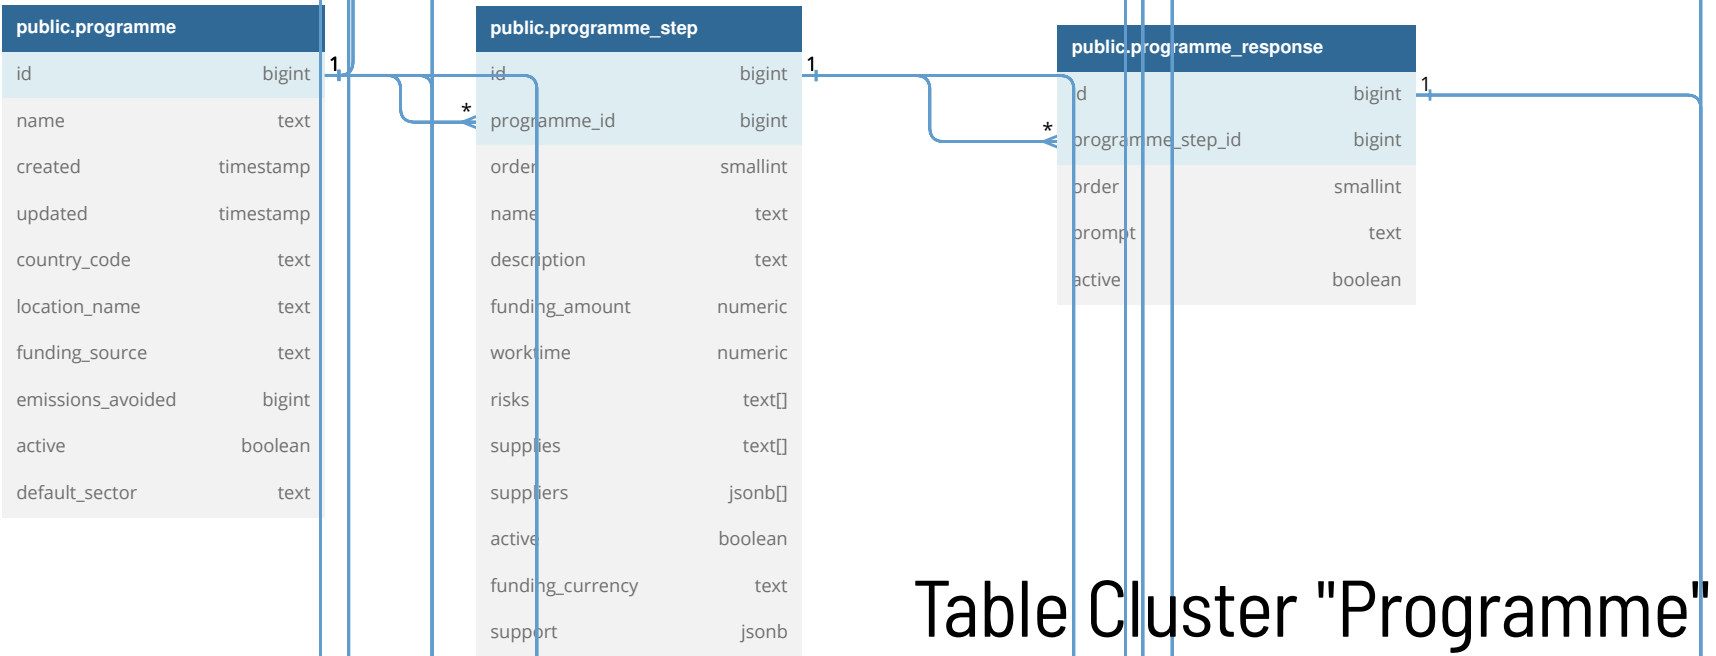 public.programme
id bigint
name text
created timestamp
updated timestamp
country_code text
location_name text
funding_source text
emissions_avoided bigint
active boolean
default_sector text
1
*
public.programme_step
id bigint
programme_id bigint
order smallint
name text
description text
funding_amount numeric
worktime numeric
risks text[]
supplies text[]
suppliers jsonb[]
active boolean
funding_currency text
support jsonb
1
*
public.programme_response
id bigint
programme_step_id bigint
order smallint
prompt text
active boolean
1
Table Cluster "Programme"